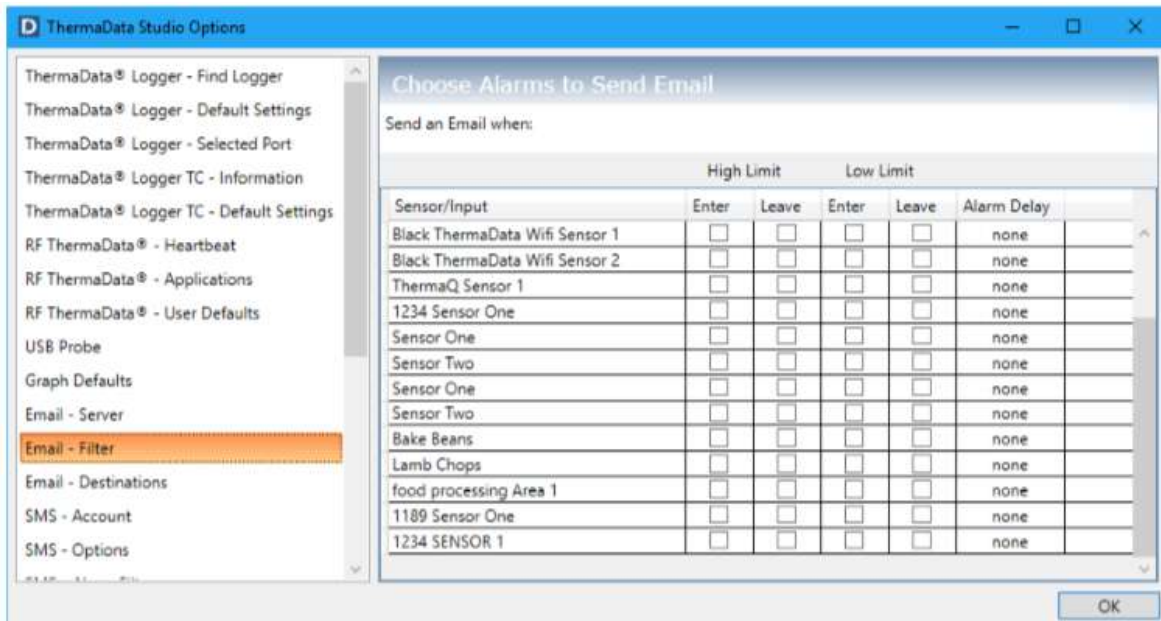 ThermaData Studio Options
ThermaData® Logger - Find Logger
ThermaData® Logger - Default Settings
ThermaData® Logger - Selected Port
ThermaData® Logger TC - Information
ThermaData® Logger TC - Default Settings
RF ThermaData® - Heartbeat
RF ThermaData® - Applications
RF ThermaData® - User Defaults
USB Probe
Graph Defaults
Email - Server
Email - Filter
Email - Destinations
SMS - Account
SMS - Options
Choose Alarms to Send Email
Send an Email when:
High Limit Low Limit
Sensor/Input Enter Leave Enter Leave Alarm Delay
Black ThermaData Wifi Sensor 1 none
Black ThermaData Wifi Sensor 2 none
ThermaQ Sensor 1 none
1234 Sensor One none
Sensor One none
Sensor Two none
Sensor One none
Sensor Two none
Bake Beans none
Lamb Chops none
food processing Area 1 none
1189 Sensor One none
1234 SENSOR 1 none
OK